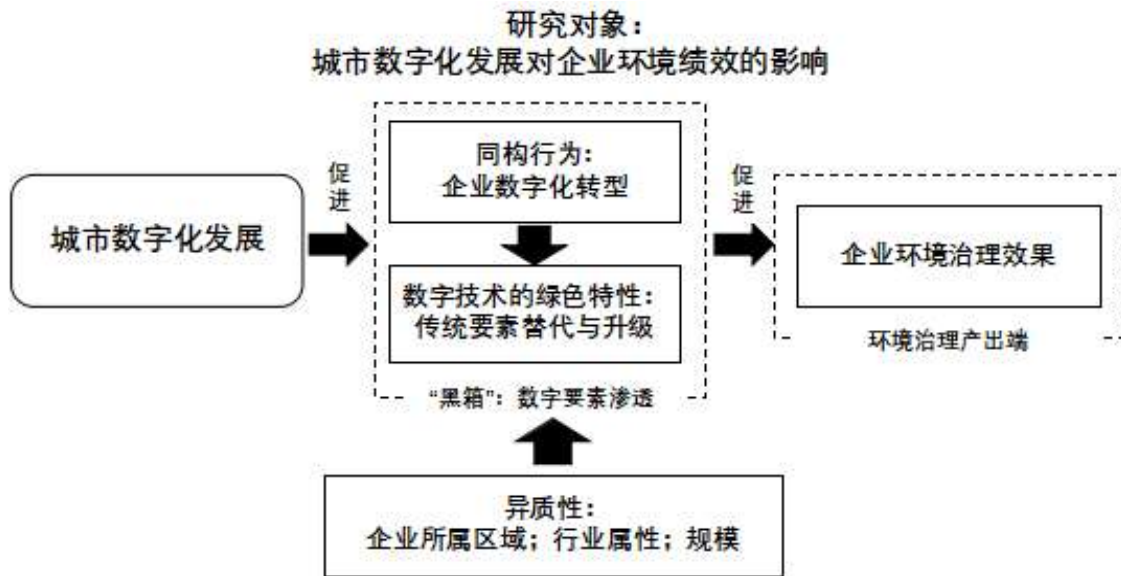 研究对象：
城市数字化发展对企业环境绩效的影响
城市数字化发展
促进
同构行为：
企业数字化转型
数字技术的绿色特性：
传统要素替代与升级
“黑箱”：数字要素渗透
促进
企业环境治理效果
环境治理产出端
异质性：
企业所属区域；行业属性；规模